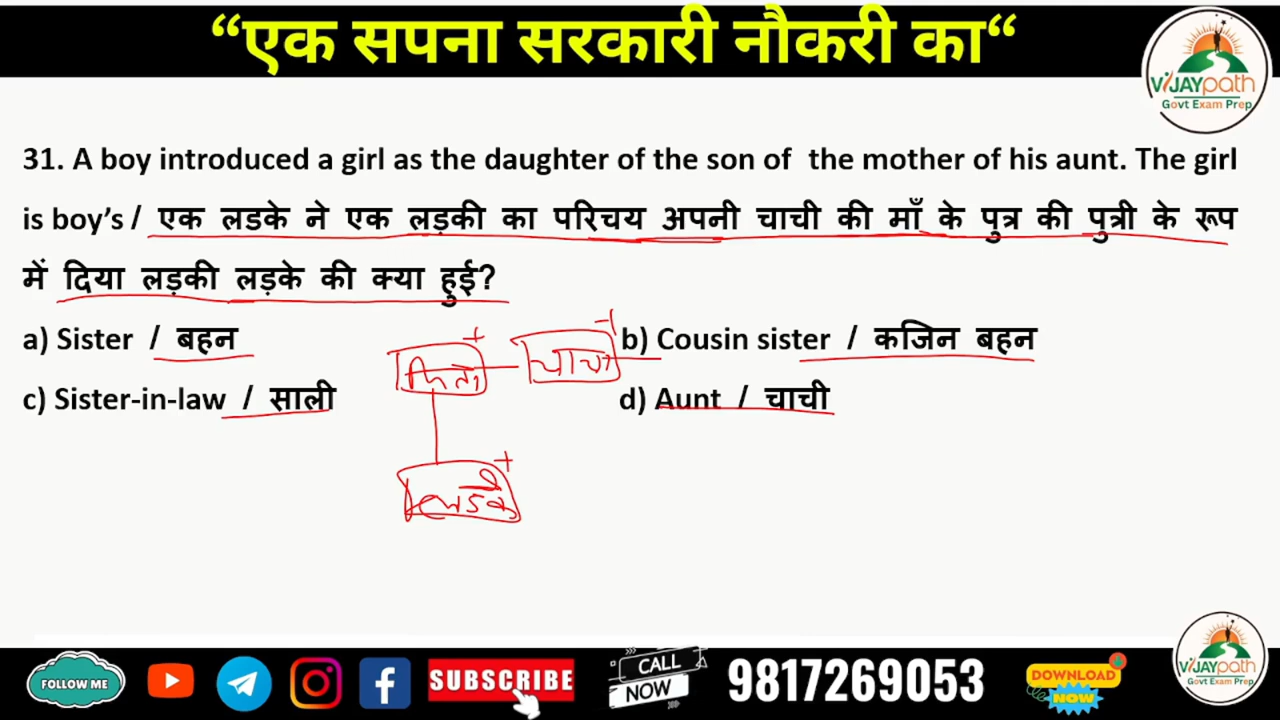 “एक सपना सरकारी नौकरी का“
ViJAYpath
Govt Exam Prep
31. A boy introduced a girl as the daughter of the son of the mother of his aunt. The girl
is boy’s / एक लडके ने एक लड़की का परिचय अपनी चाची की माँ के पुत्र की पुत्री के रूप
में दिया लड़की लड़के की क्या हुई?
a) Sister / बहन
b) Cousin sister / कजिन बहन
c) Sister-in-law / साली
d) Aunt / चाची
पिता
+
लडके
+
ViJAYpath
Govt Exam Prep
FOLLOW ME
SUBSCRIBE
CALL
NOW
9817269053
DOWNLOAD
NOW